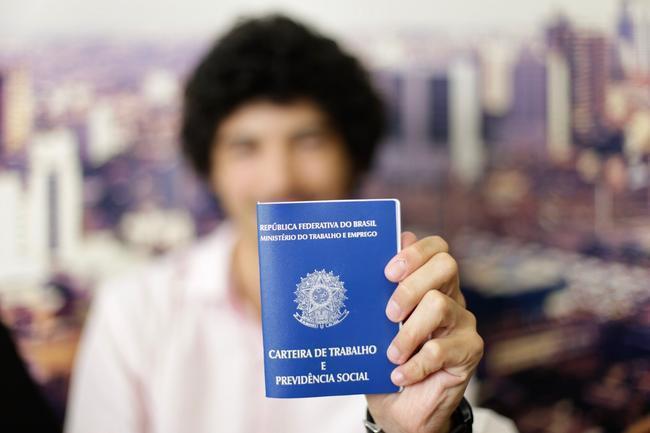 REPÚBLICA FEDERATIVA DO BRASIL
MINISTÉRIO DO TRABALHO E EMPREGO
CARTEIRA DE TRABALHO
E
PREVIDÊNCIA SOCIAL